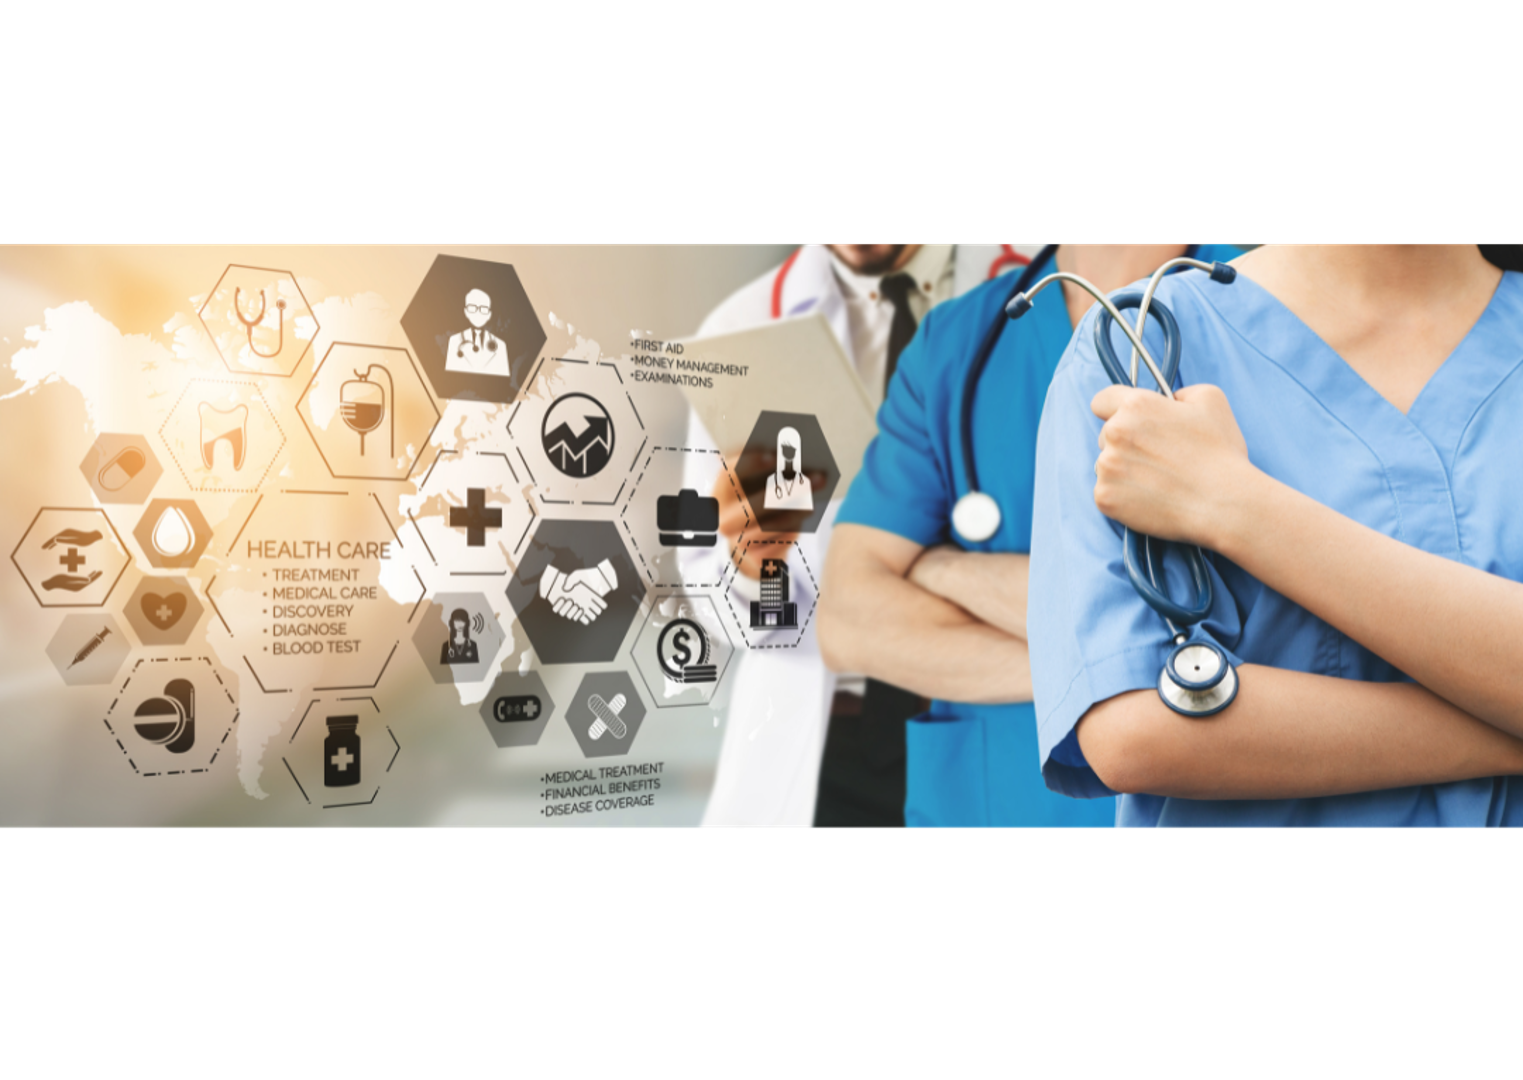 •FIRST AID
•MONEY MANAGEMENT
•EXAMINATIONS
HEALTH CARE
• TREATMENT
• MEDICAL CARE
• DISCOVERY
• DIAGNOSE
• BLOOD TEST
$
•MEDICAL TREATMENT
•FINANCIAL BENEFITS
•DISEASE COVERAGE